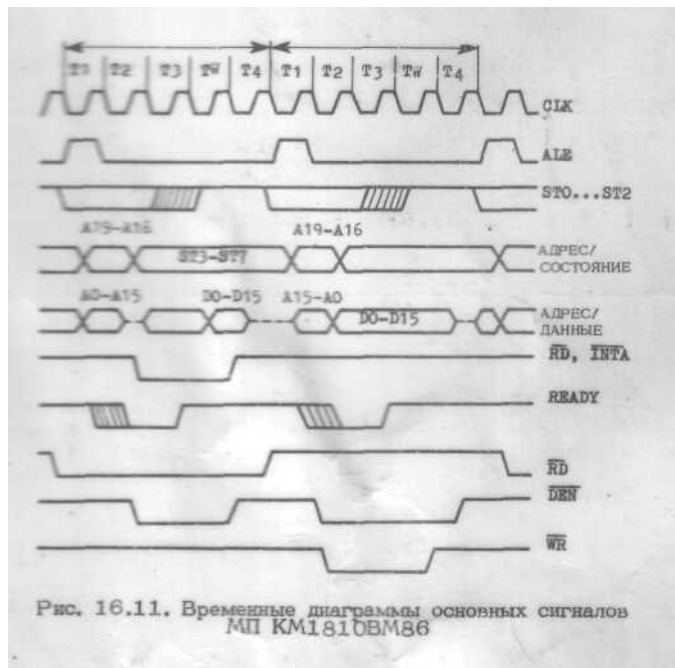 T1 T2 T3 TW T4 T1 T2 T3 TW T4
CLK
ALE
STO...ST2
A19-A16 A19-A16
ST3-ST7
АДРЕС/
СОСТОЯНИЕ
A0-A15 D0-D15 A15-A0
D0-D15
АДРЕС/
ДАННЫЕ
RD, INTA
READY
RD
DEN
WR
Рис. 16.11. Временные диаграммы основных сигналов
МП КМ1810ВМ86